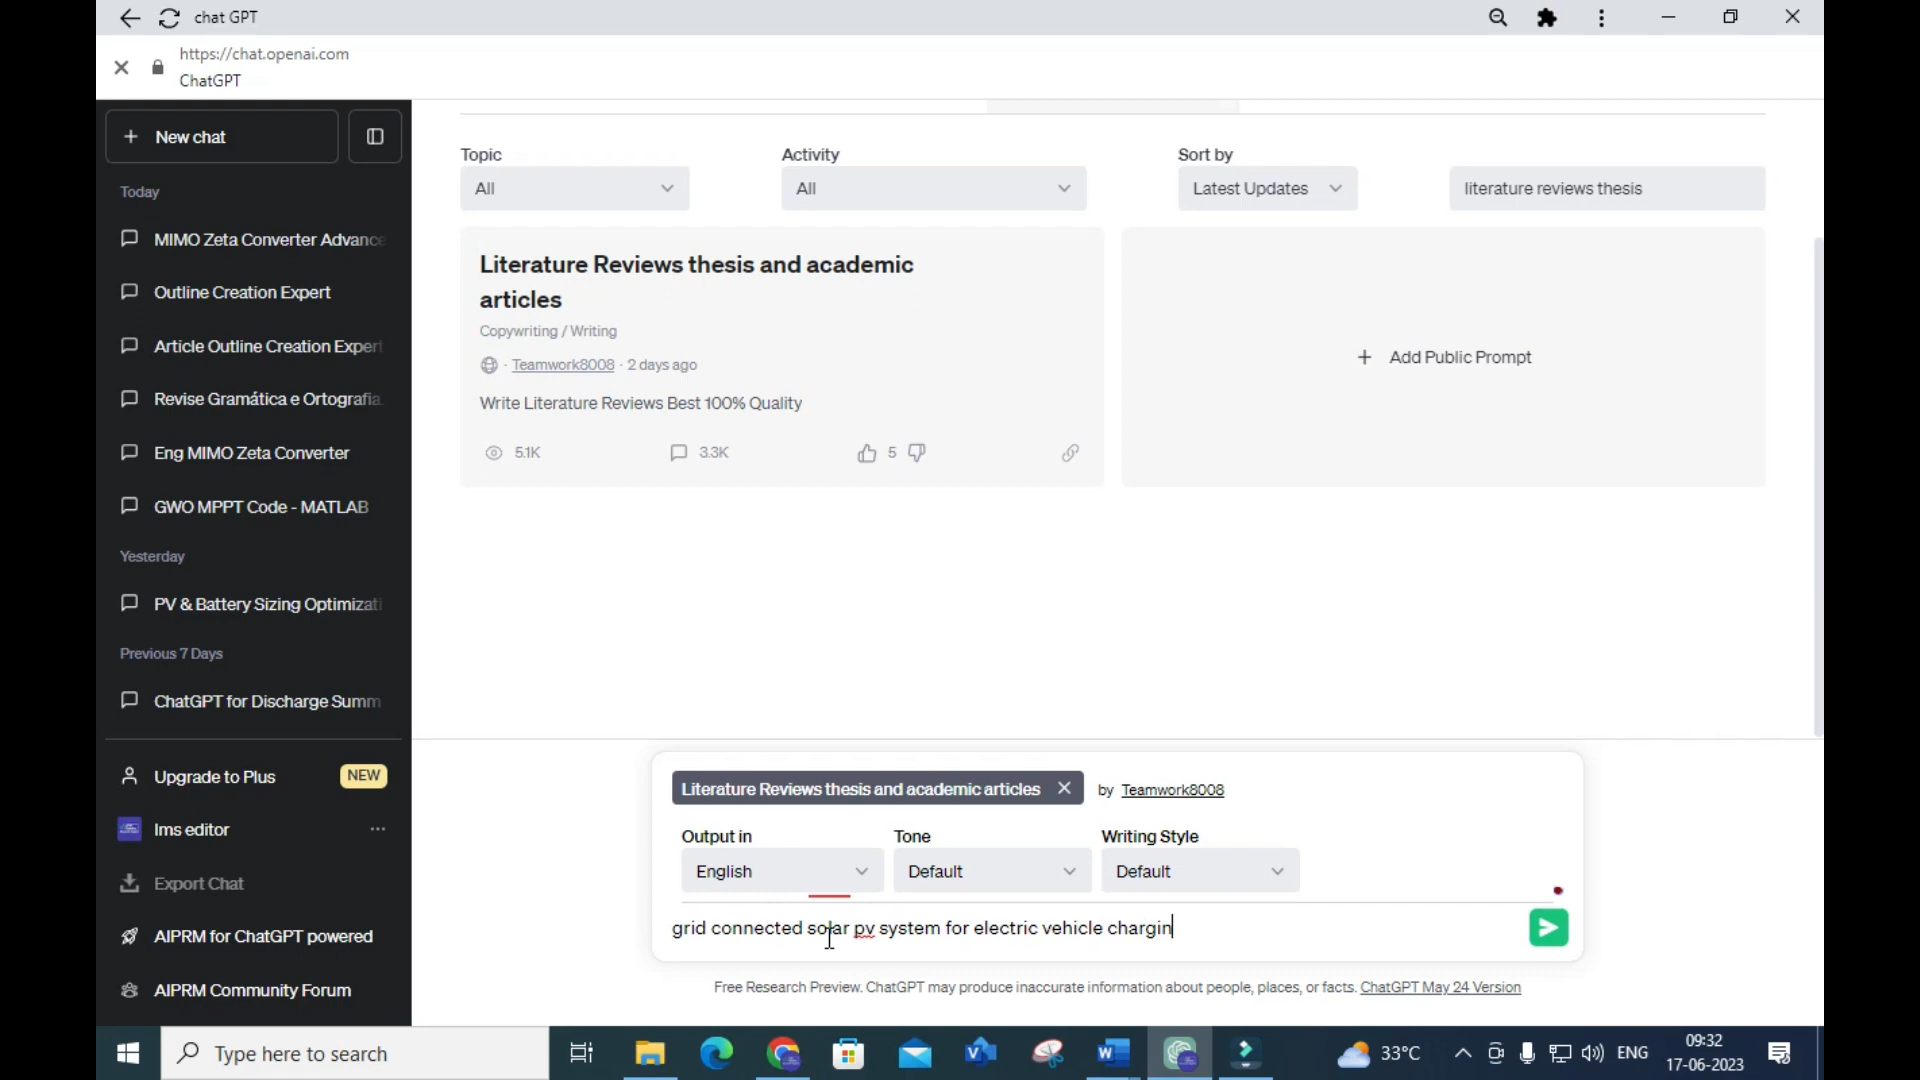 chat GPT
https://chat.openai.com
ChatGPT
New chat
Today
MIMO Zeta Converter Advance
Outline Creation Expert
Article Outline Creation Expert
Revise Gramática e Ortografia.
Eng MIMO Zeta Converter
GWO MPPT Code - MATLAB
Yesterday
PV & Battery Sizing Optimizati
Previous 7 Days
ChatGPT for Discharge Summ
Upgrade to Plus NEW
lms editor
Export Chat
AIPRM for ChatGPT powered
AIPRM Community Forum
Topic Activity Sort by
All All Latest Updates literature reviews thesis
Literature Reviews thesis and academic
articles
Copywriting / Writing
· Teamwork8008 · 2 days ago
Write Literature Reviews Best 100% Quality
5.1K 3.3K 5
+ Add Public Prompt
Literature Reviews thesis and academic articles by Teamwork8008
Output in Tone Writing Style
English Default Default
grid connected solar pv system for electric vehicle chargin
Free Research Preview. ChatGPT may produce inaccurate information about people, places, or facts. ChatGPT May 24 Version
Type here to search
33°C ENG
09:32
17-06-2023